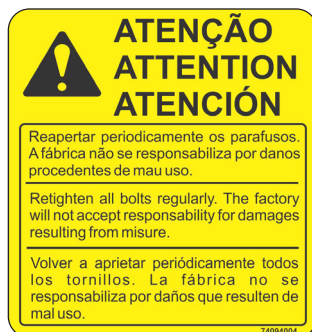 ATENÇÃO
ATTENTION
ATENCIÓN
Reapertar periodicamente os parafusos.
A fábrica não se responsabiliza por danos
procedentes de mau uso.
Retighten all bolts regularly. The factory
will not accept responsability for damages
resulting from misure.
Volver a aprietar periódicamente todos
los tornillos. La fábrica no se
responsabiliza por daños que resulten de
mal uso.
74094004